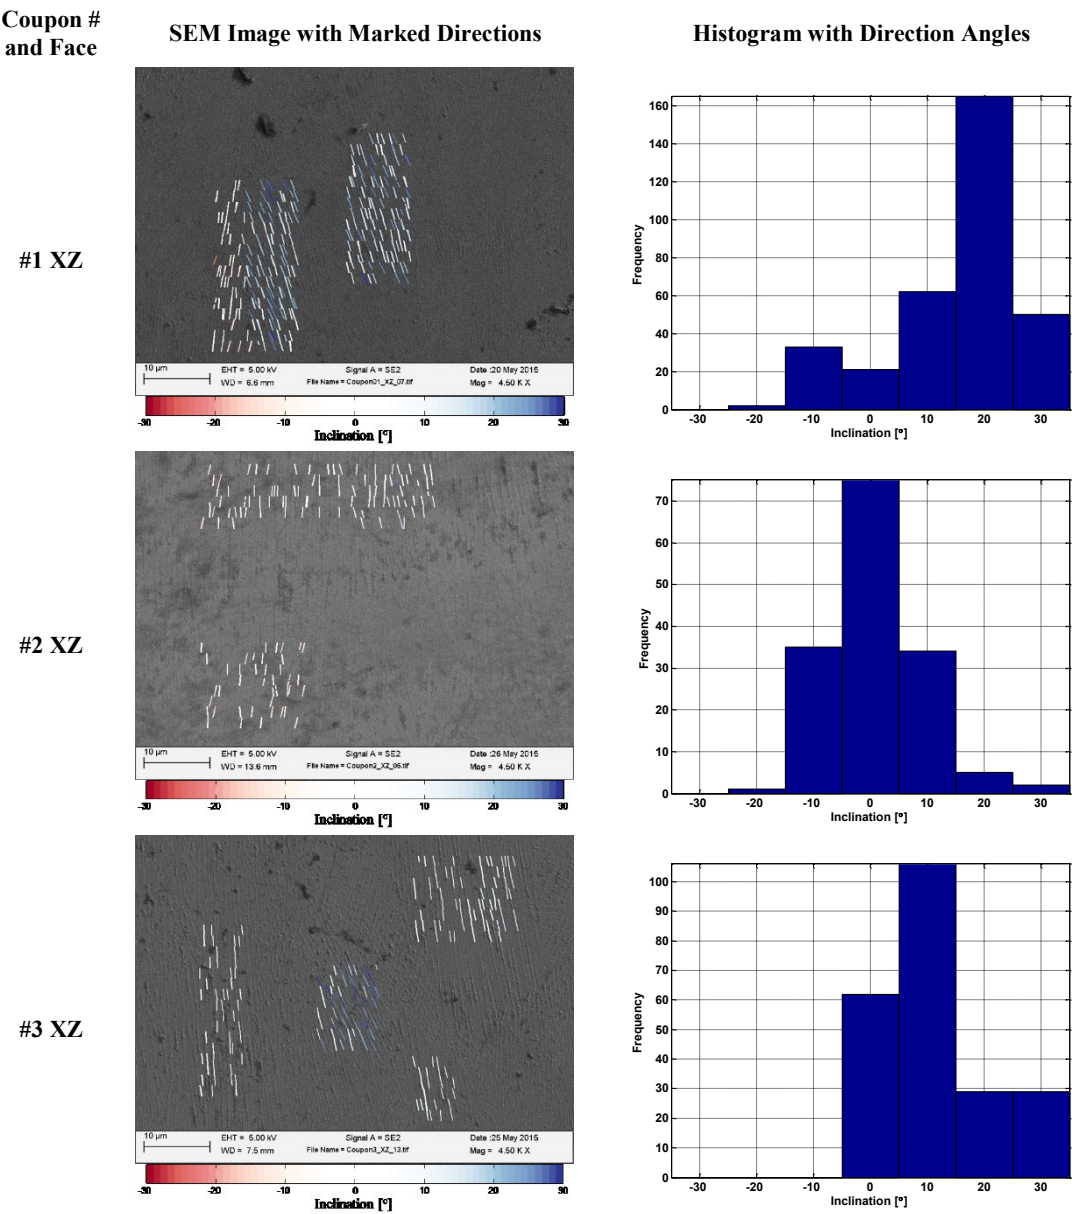 Coupon # and Face
SEM Image with Marked Directions
Histogram with Direction Angles
#1 XZ
10 µm
EHT = 5.00 kV
Signal A = SE2
Date :20 May 2015
WD = 6.6 mm
File Name = Coupon01_XZ_07.tif
Mag = 4.50 K X
-30 -20 -10 0 10 20 30
Inclination [°]
Frequency
160
140
120
100
80
60
40
20
0
-30 -20 -10 0 10 20 30
Inclination [°]
#2 XZ
10 µm
EHT = 5.00 kV
Signal A = SE2
Date :26 May 2015
WD = 13.6 mm
File Name = Coupon2_XZ_06.tif
Mag = 4.50 K X
-30 -20 -10 0 10 20 30
Inclination [°]
Frequency
70
60
50
40
30
20
10
0
-30 -20 -10 0 10 20 30
Inclination [°]
#3 XZ
10 µm
EHT = 5.00 kV
Signal A = SE2
Date :25 May 2015
WD = 7.5 mm
File Name = Coupon3_XZ_13.tif
Mag = 4.50 K X
-30 -20 -10 0 10 20 30
Inclination [°]
Frequency
100
90
80
70
60
50
40
30
20
10
0
-30 -20 -10 0 10 20 30
Inclination [°]